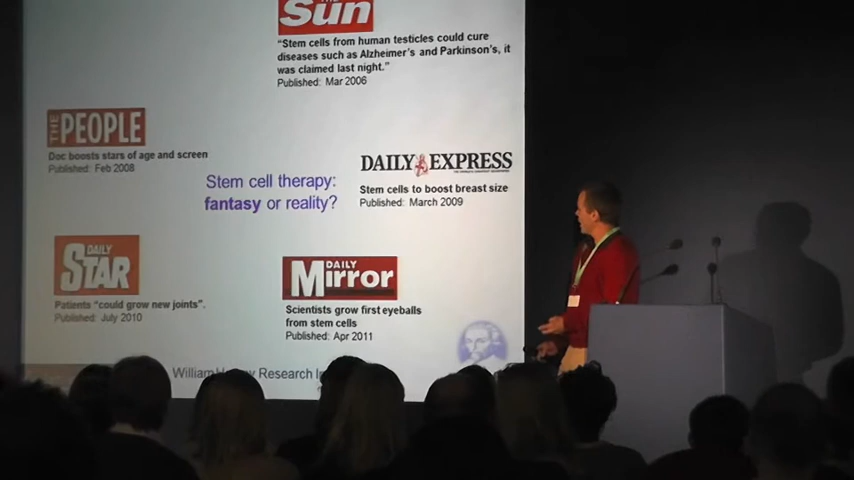 THE
Sun
“Stem cells from human testicles could cure
diseases such as Alzheimer's and Parkinson's, it
was claimed last night.”
Published: Mar 2006
THE PEOPLE
Doc boosts stars of age and screen
Published: Feb 2008
DAILY EXPRESS
Stem cells to boost breast size
Published: March 2009
Stem cell therapy:
fantasy or reality?
DAILY
STAR
Patients “could grow new joints”.
Published: July 2010
DAILY
Mirror
Scientists grow first eyeballs
from stem cells
Published: Apr 2011
William Research